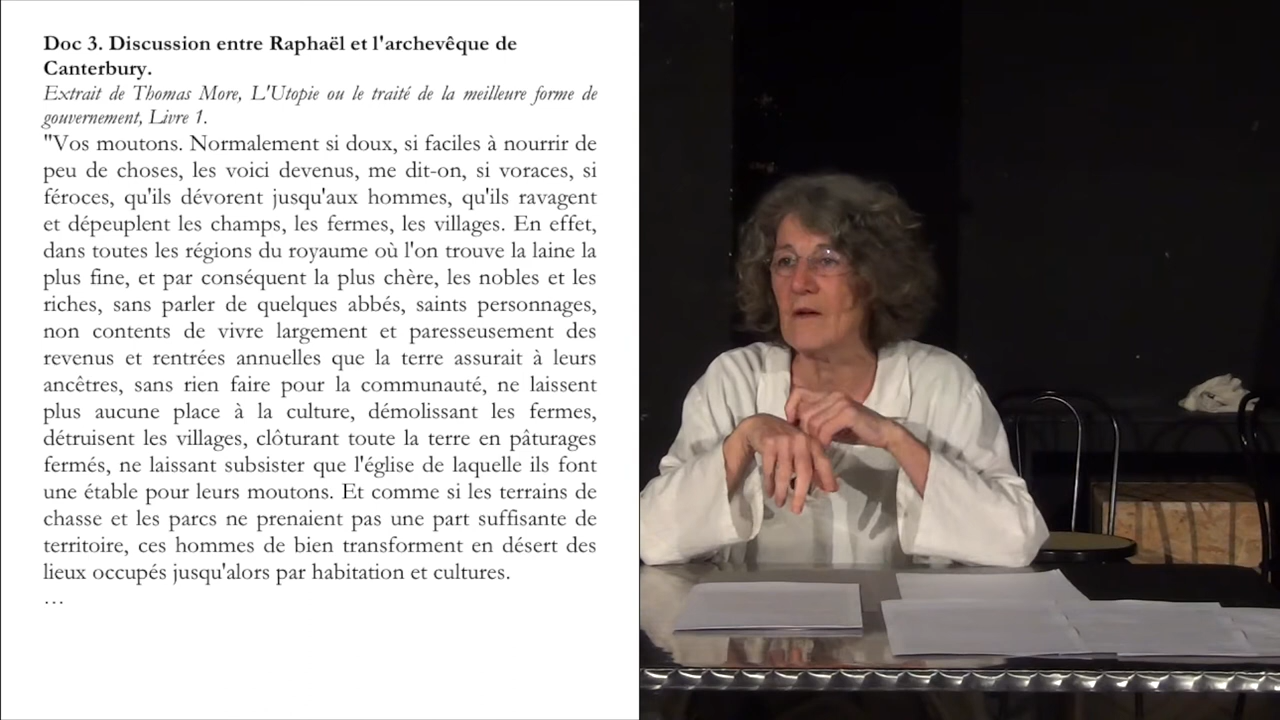 Doc 3. Discussion entre Raphaël et l'archevêque de
Canterbury.
Extrait de Thomas More, L'Utopie ou le traité de la meilleure forme de
gouvernement, Livre 1.
"Vos moutons. Normalement si doux, si faciles à nourrir de
peu de choses, les voici devenus, me dit-on, si voraces, si
féroces, qu'ils dévorent jusqu'aux hommes, qu'ils ravagent
et dépeuplent les champs, les fermes, les villages. En effet,
dans toutes les régions du royaume où l'on trouve la laine la
plus fine, et par conséquent la plus chère, les nobles et les
riches, sans parler de quelques abbés, saints personnages,
non contents de vivre largement et paresseusement des
revenus et rentrées annuelles que la terre assurait à leurs
ancêtres, sans rien faire pour la communauté, ne laissent
plus aucune place à la culture, démolissant les fermes,
détruisent les villages, clôturant toute la terre en pâturages
fermés, ne laissant subsister que l'église de laquelle ils font
une étable pour leurs moutons. Et comme si les terrains de
chasse et les parcs ne prenaient pas une part suffisante de
territoire, ces hommes de bien transforment en désert des
lieux occupés jusqu'alors par habitation et cultures.
…